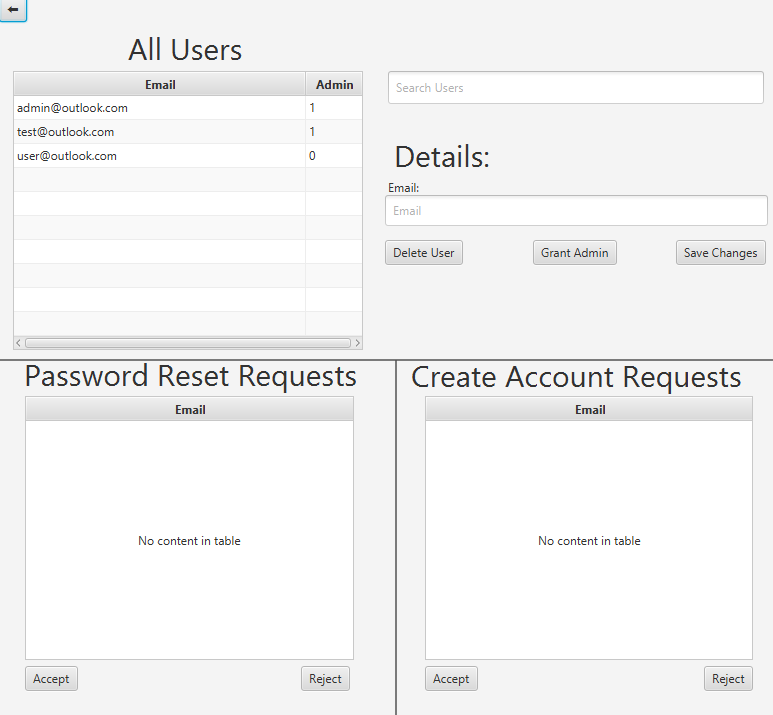 All Users
Email Admin
admin@outlook.com 1
test@outlook.com 1
user@outlook.com 0
Search Users
Details:
Email:
Email
Delete User Grant Admin Save Changes
Password Reset Requests
Email
No content in table
Accept Reject
Create Account Requests
Email
No content in table
Accept Reject